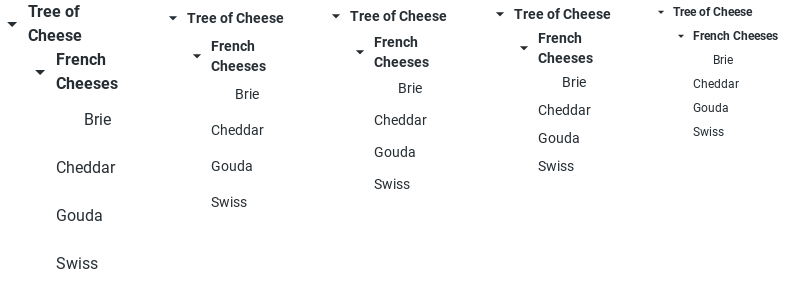 Tree of
Cheese
French
Cheeses
Brie
Cheddar
Gouda
Swiss
Tree of Cheese
French
Cheeses
Brie
Cheddar
Gouda
Swiss
Tree of Cheese
French
Cheeses
Brie
Cheddar
Gouda
Swiss
Tree of Cheese
French
Cheeses
Brie
Cheddar
Gouda
Swiss
Tree of Cheese
French Cheeses
Brie
Cheddar
Gouda
Swiss